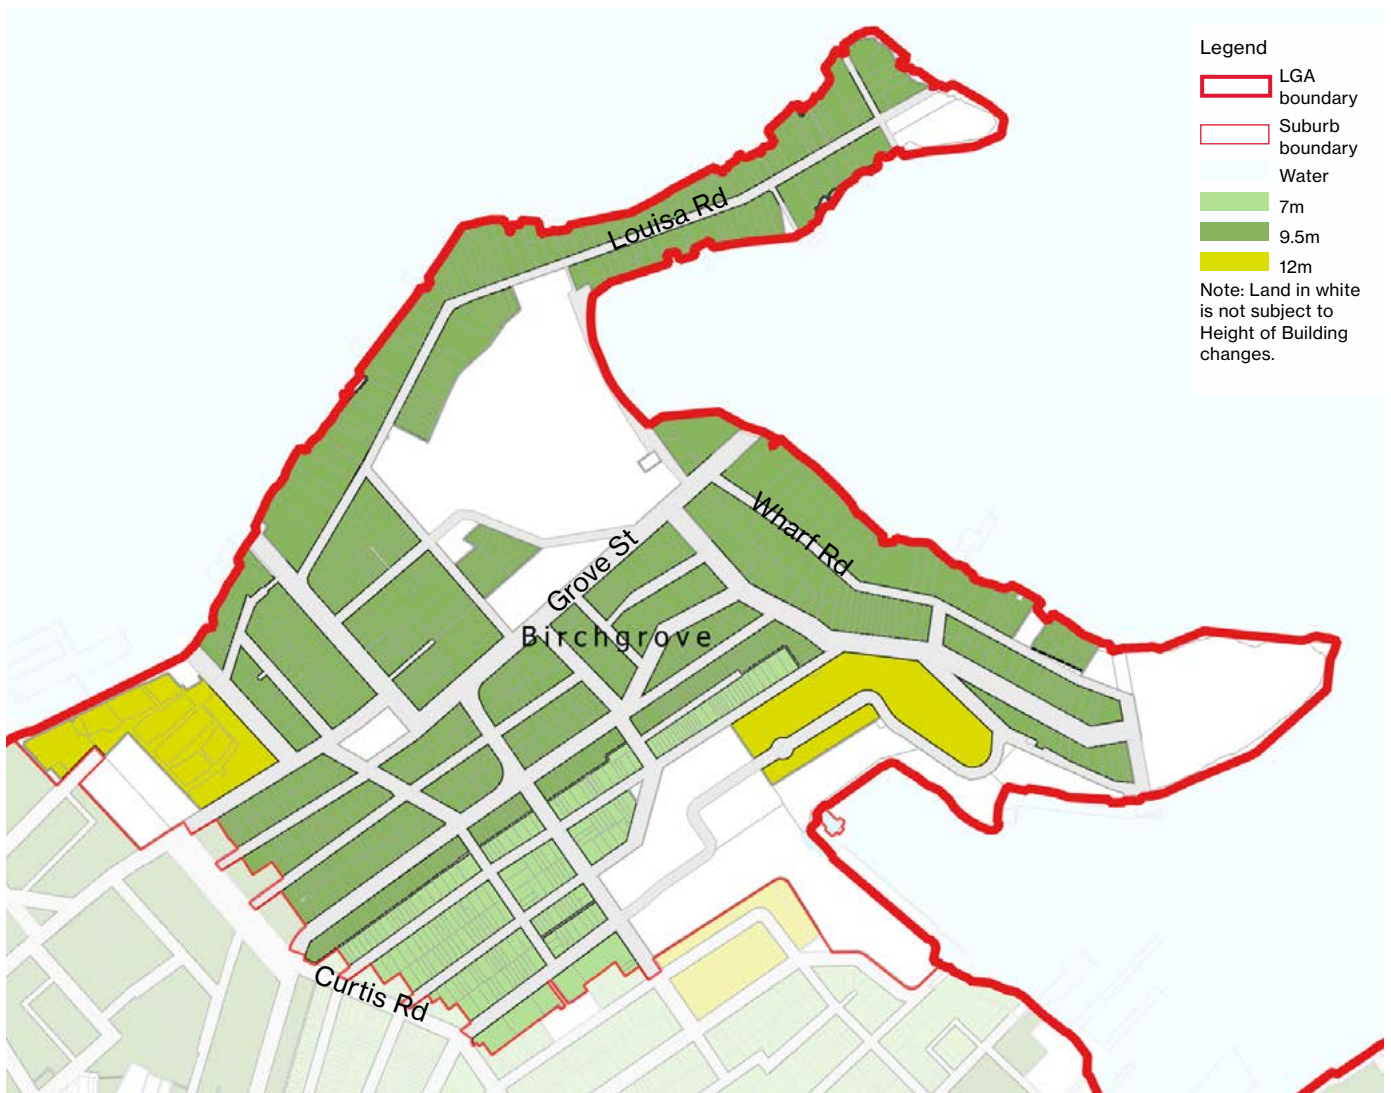 Legend
LGA
boundary
Suburb
boundary
Water
7m
9.5m
12m
Note: Land in white
is not subject to
Height of Building
changes.
Louisa Rd
Wharf Rd
Grove St
Birchgrove
Curtis Rd